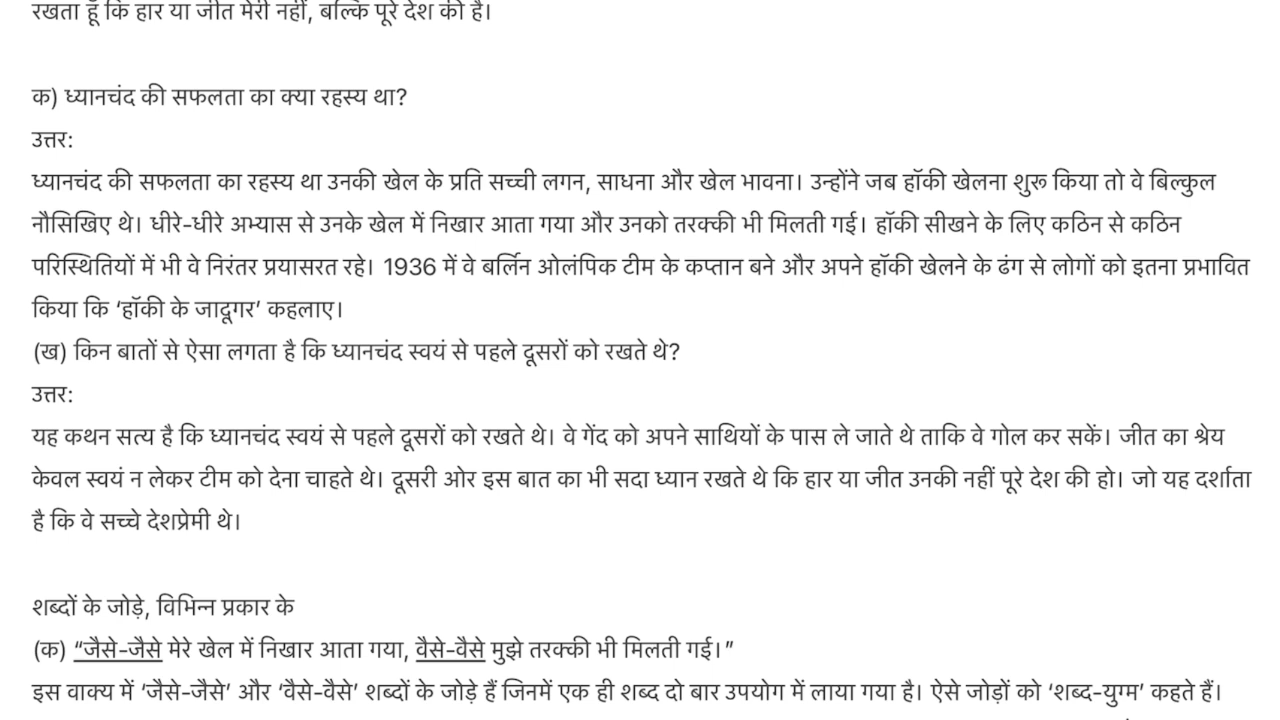 रखता हूँ कि हार या जीत मेरी नहीं, बल्कि पूरे देश की है।
क) ध्यानचंद की सफलता का क्या रहस्य था?
उत्तर:
ध्यानचंद की सफलता का रहस्य था उनकी खेल के प्रति सच्ची लगन, साधना और खेल भावना। उन्होंने जब हॉकी खेलना शुरू किया तो वे बिल्कुल
नौसिखिए थे। धीरे-धीरे अभ्यास से उनके खेल में निखार आता गया और उनको तरक्की भी मिलती गई। हॉकी सीखने के लिए कठिन से कठिन
परिस्थितियों में भी वे निरंतर प्रयासरत रहे। 1936 में वे बर्लिन ओलंपिक टीम के कप्तान बने और अपने हॉकी खेलने के ढंग से लोगों को इतना प्रभावित
किया कि ‘हॉकी के जादूगर’ कहलाए।
(ख) किन बातों से ऐसा लगता है कि ध्यानचंद स्वयं से पहले दूसरों को रखते थे?
उत्तर:
यह कथन सत्य है कि ध्यानचंद स्वयं से पहले दूसरों को रखते थे। वे गेंद को अपने साथियों के पास ले जाते थे ताकि वे गोल कर सकें। जीत का श्रेय
केवल स्वयं न लेकर टीम को देना चाहते थे। दूसरी ओर इस बात का भी सदा ध्यान रखते थे कि हार या जीत उनकी नहीं पूरे देश की हो। जो यह दर्शाता
है कि वे सच्चे देशप्रेमी थे।
शब्दों के जोड़े, विभिन्न प्रकार के
(क) “जैसे-जैसे मेरे खेल में निखार आता गया, वैसे-वैसे मुझे तरक्की भी मिलती गई।”
इस वाक्य में ‘जैसे-जैसे’ और ‘वैसे-वैसे’ शब्दों के जोड़े हैं जिनमें एक ही शब्द दो बार उपयोग में लाया गया है। ऐसे जोड़ों को ‘शब्द-युग्म’ कहते हैं।